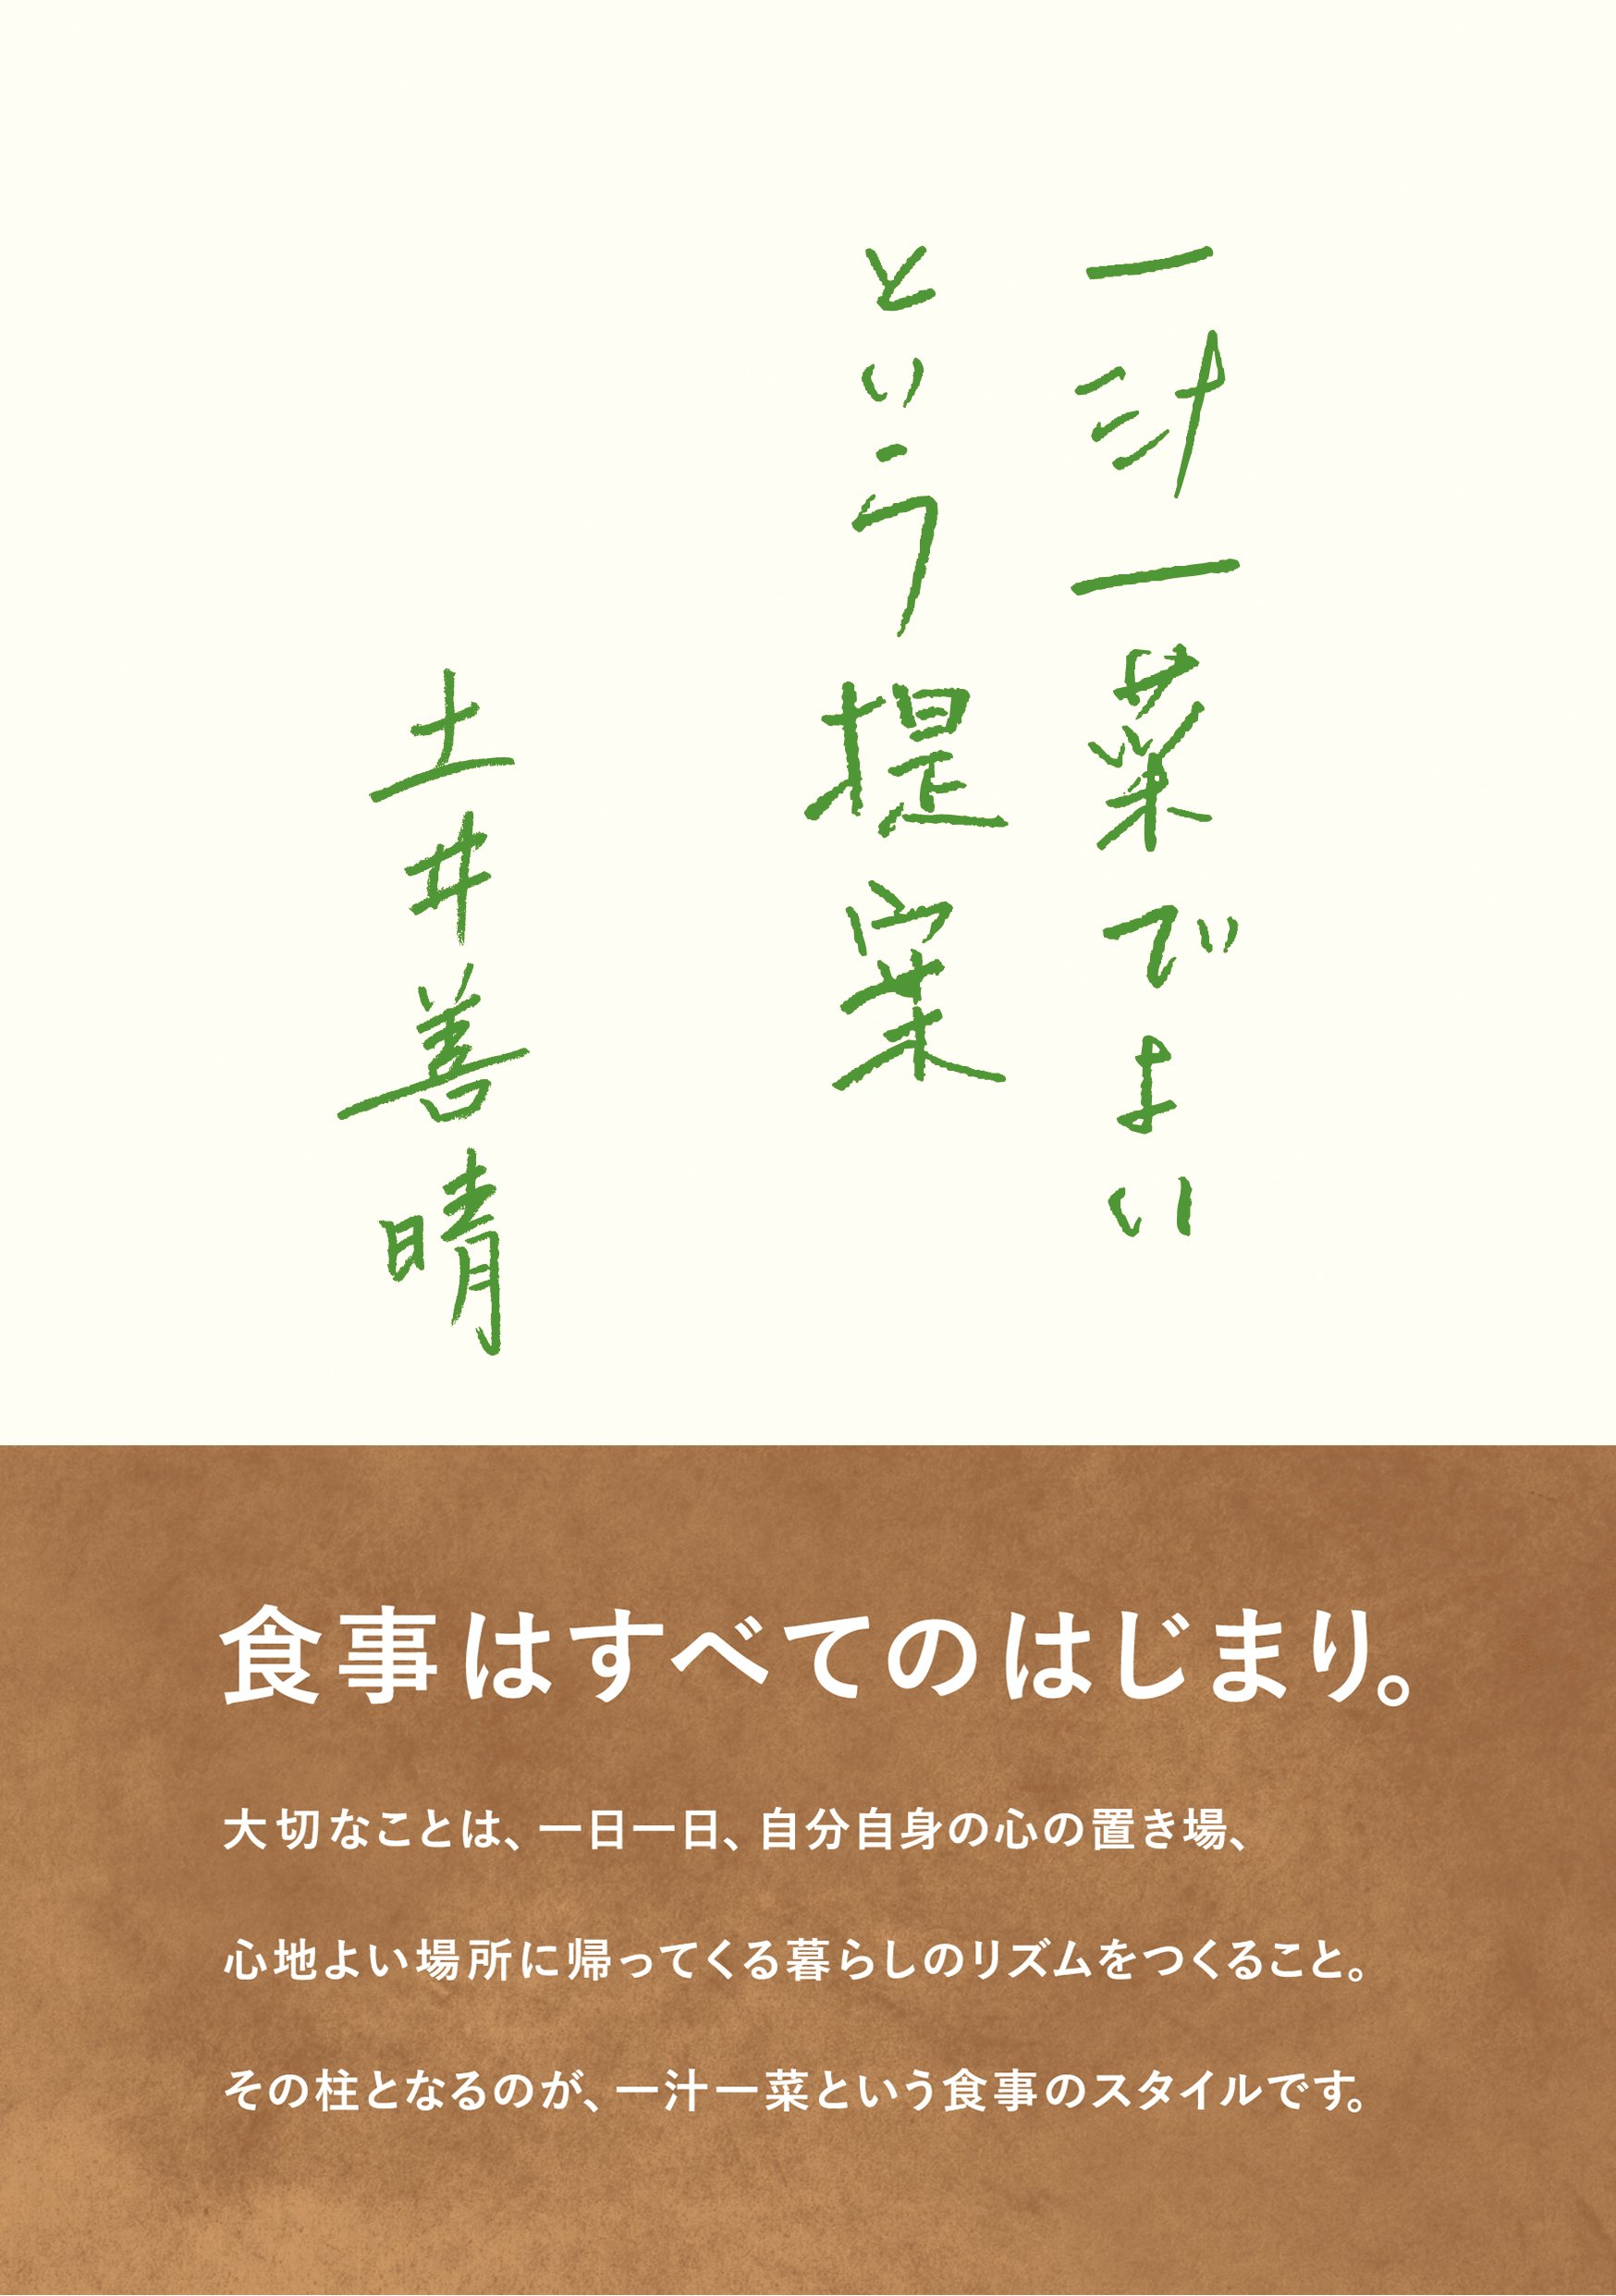 一汁一菜でよい
という提案
土井善晴
食事はすべてのはじまり。
大切なことは、一日一日、自分自身の心の置き場、
心地よい場所に帰ってくる暮らしのリズムをつくること。
その柱となるのが、一汁一菜という食事のスタイルです。